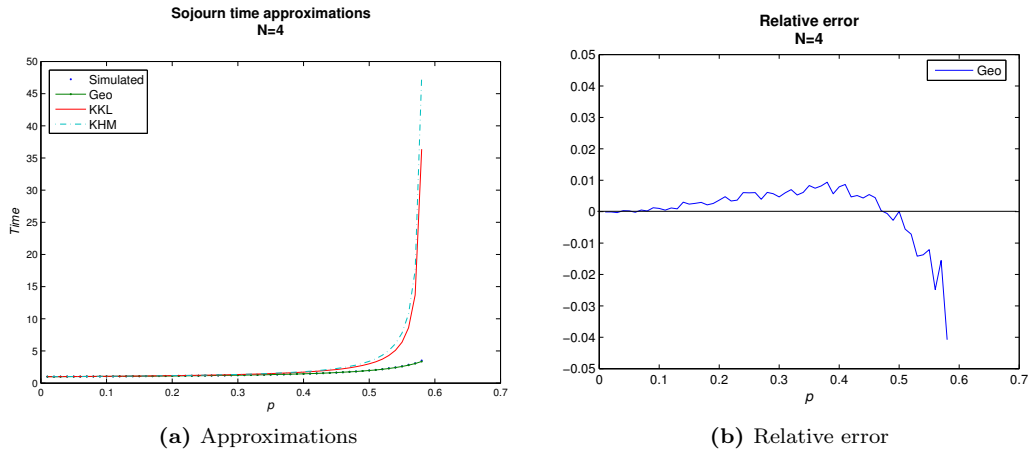 Sojourn time approximations
N=4
50
45
40
35
30
25
20
15
10
5
0
Time
Simulated
Geo
KKL
KHM
0 0.1 0.2 0.3 0.4 0.5 0.6 0.7
p
(a) Approximations
Relative error
N=4
0.05
0.04
0.03
0.02
0.01
0
−0.01
−0.02
−0.03
−0.04
−0.05
Geo
0 0.1 0.2 0.3 0.4 0.5 0.6 0.7
p
(b) Relative error